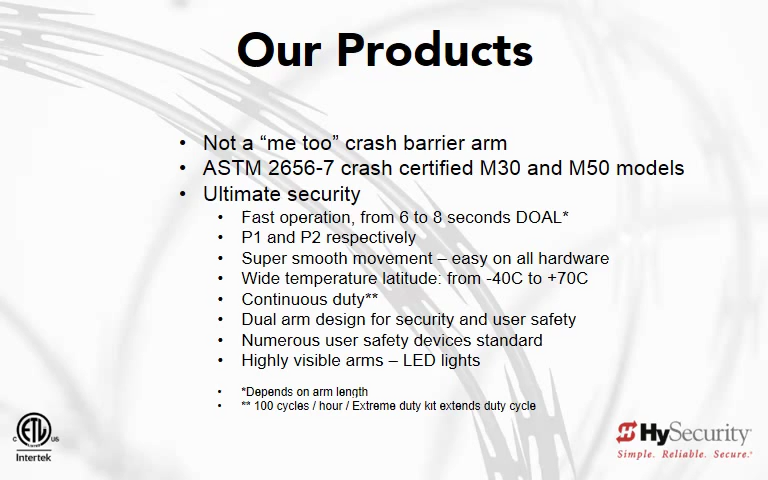 Our Products
• Not a “me too” crash barrier arm
• ASTM 2656-7 crash certified M30 and M50 models
• Ultimate security
• Fast operation, from 6 to 8 seconds DOAL*
• P1 and P2 respectively
• Super smooth movement – easy on all hardware
• Wide temperature latitude: from -40C to +70C
• Continuous duty**
• Dual arm design for security and user safety
• Numerous user safety devices standard
• Highly visible arms – LED lights
• *Depends on arm length
• ** 100 cycles / hour / Extreme duty kit extends duty cycle
C ETL US
Intertek
HySecurity
Simple. Reliable. Secure.